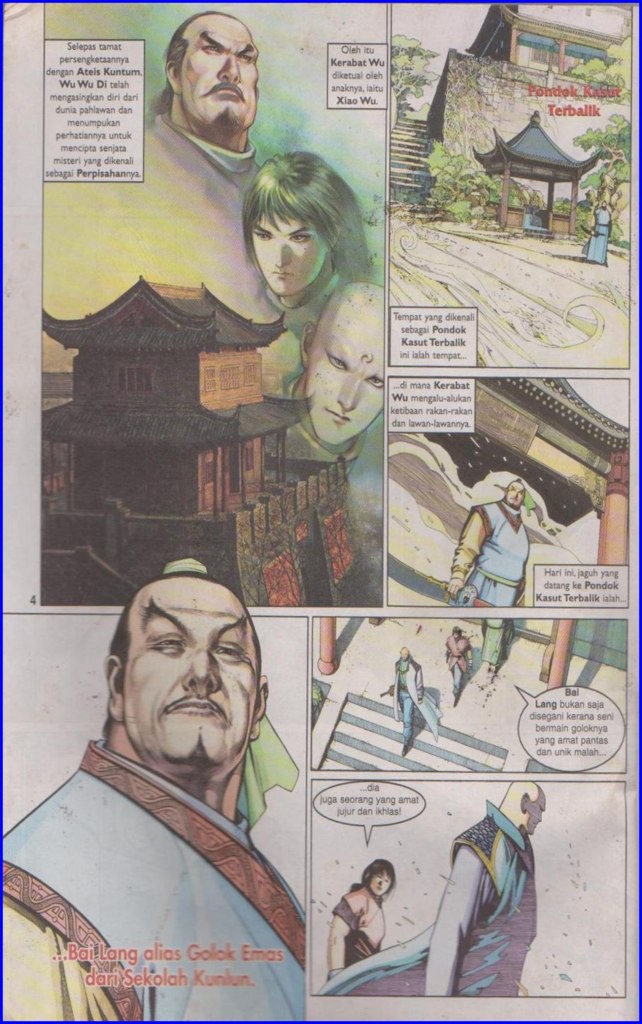 Selepas tamat
persengketaannya
dengan Ateis Kuntum,
Wu Wu Di telah
mengasingkan diri dari
dunia pahlawan dan
menumpukan
perhatiannya untuk
mencipta senjata
misteri yang dikenali
sebagai Perpisahannya.
Oleh itu
Kerabat Wu
diketuai oleh
anaknya, iaitu
Xiao Wu.
Pondok Kasut
Terbalik
Tempat yang dikenali
sebagai Pondok
Kasut Terbalik
ini ialah tempat...
...di mana Kerabat
Wu mengalu-alukan
ketibaan rakan-rakan
dan lawan-lawannya.
Hari ini, jaguh yang
datang ke Pondok
Kasut Terbalik ialah...
4
...Bai Lang alias Golok Emas
dari Sekolah Kunlun.
Bai
Lang bukan saja
disegani kerana seni
bermain goloknya
yang amat pantas
dan unik malah...
...dia
juga seorang yang amat
jujur dan ikhlas!